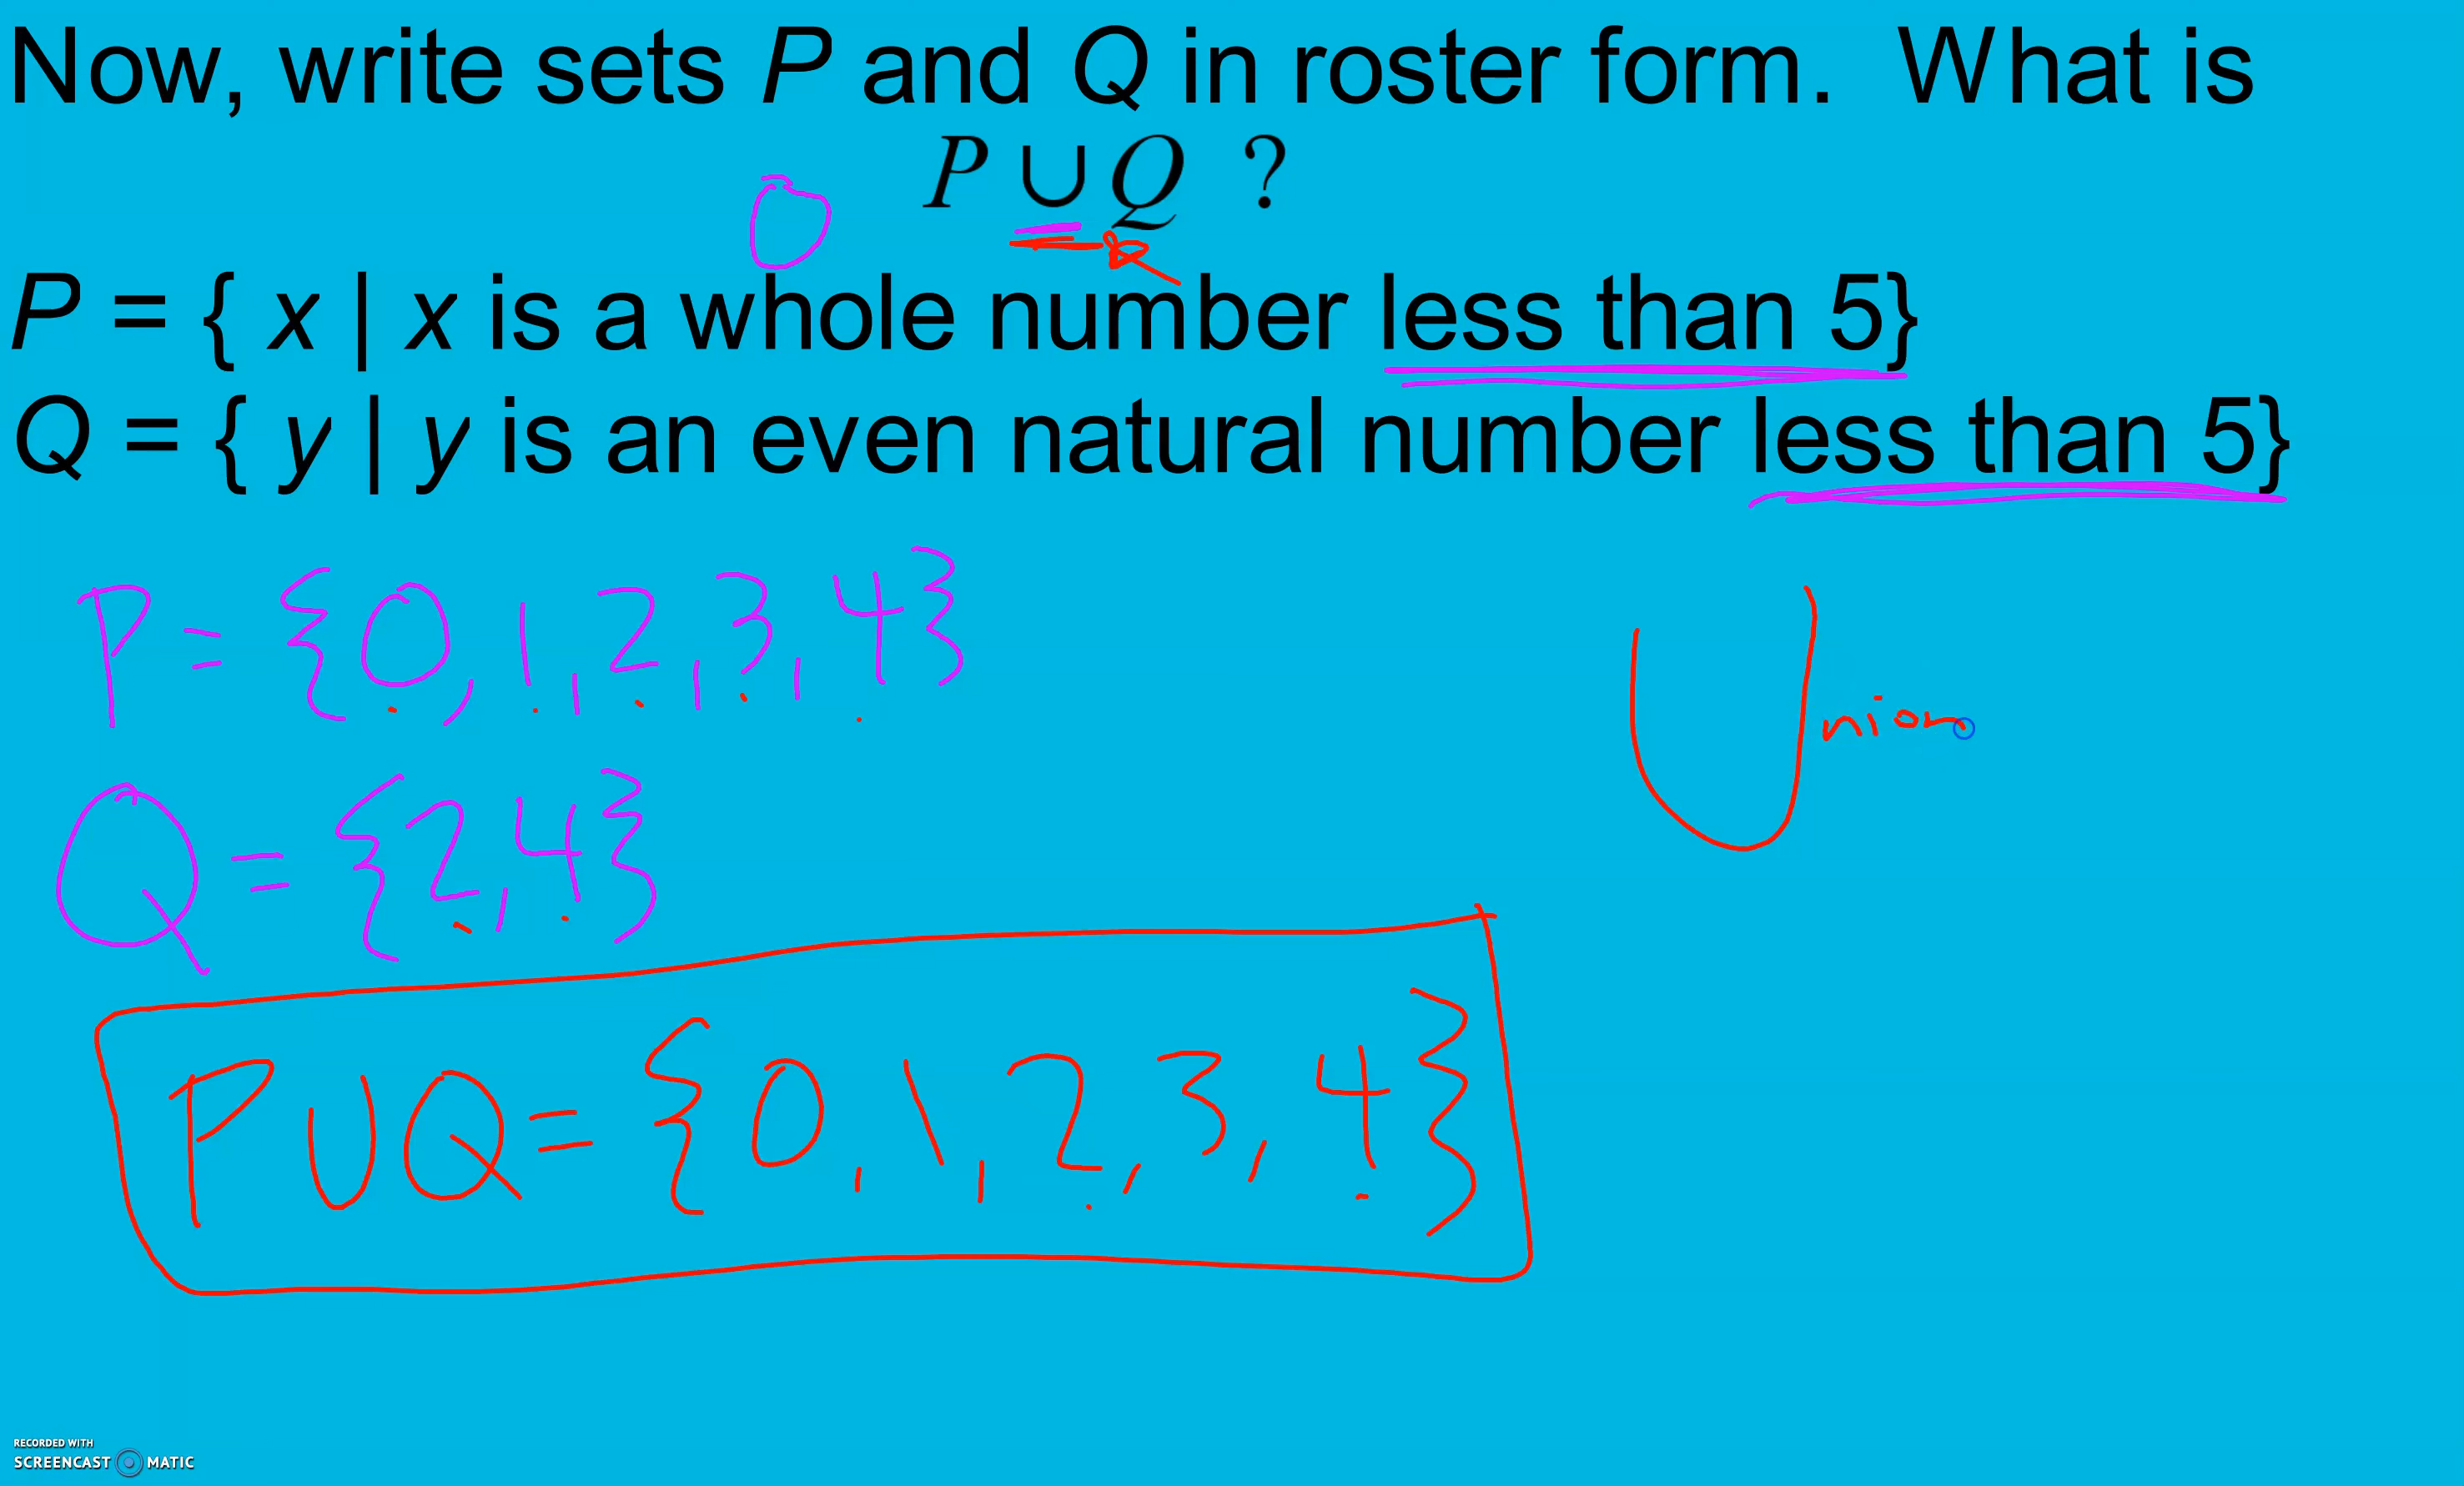 Now, write sets P and Q in roster form. What is
P ∪ Q ?
0
P = { x | x is a whole number less than 5}
Q = { y | y is an even natural number less than 5}
P = {0, 1, 2, 3, 4}
Union
Q = {2, 4}
P ∪ Q = {0, 1, 2, 3, 4}
RECORDED WITH
SCREENCAST MATIC